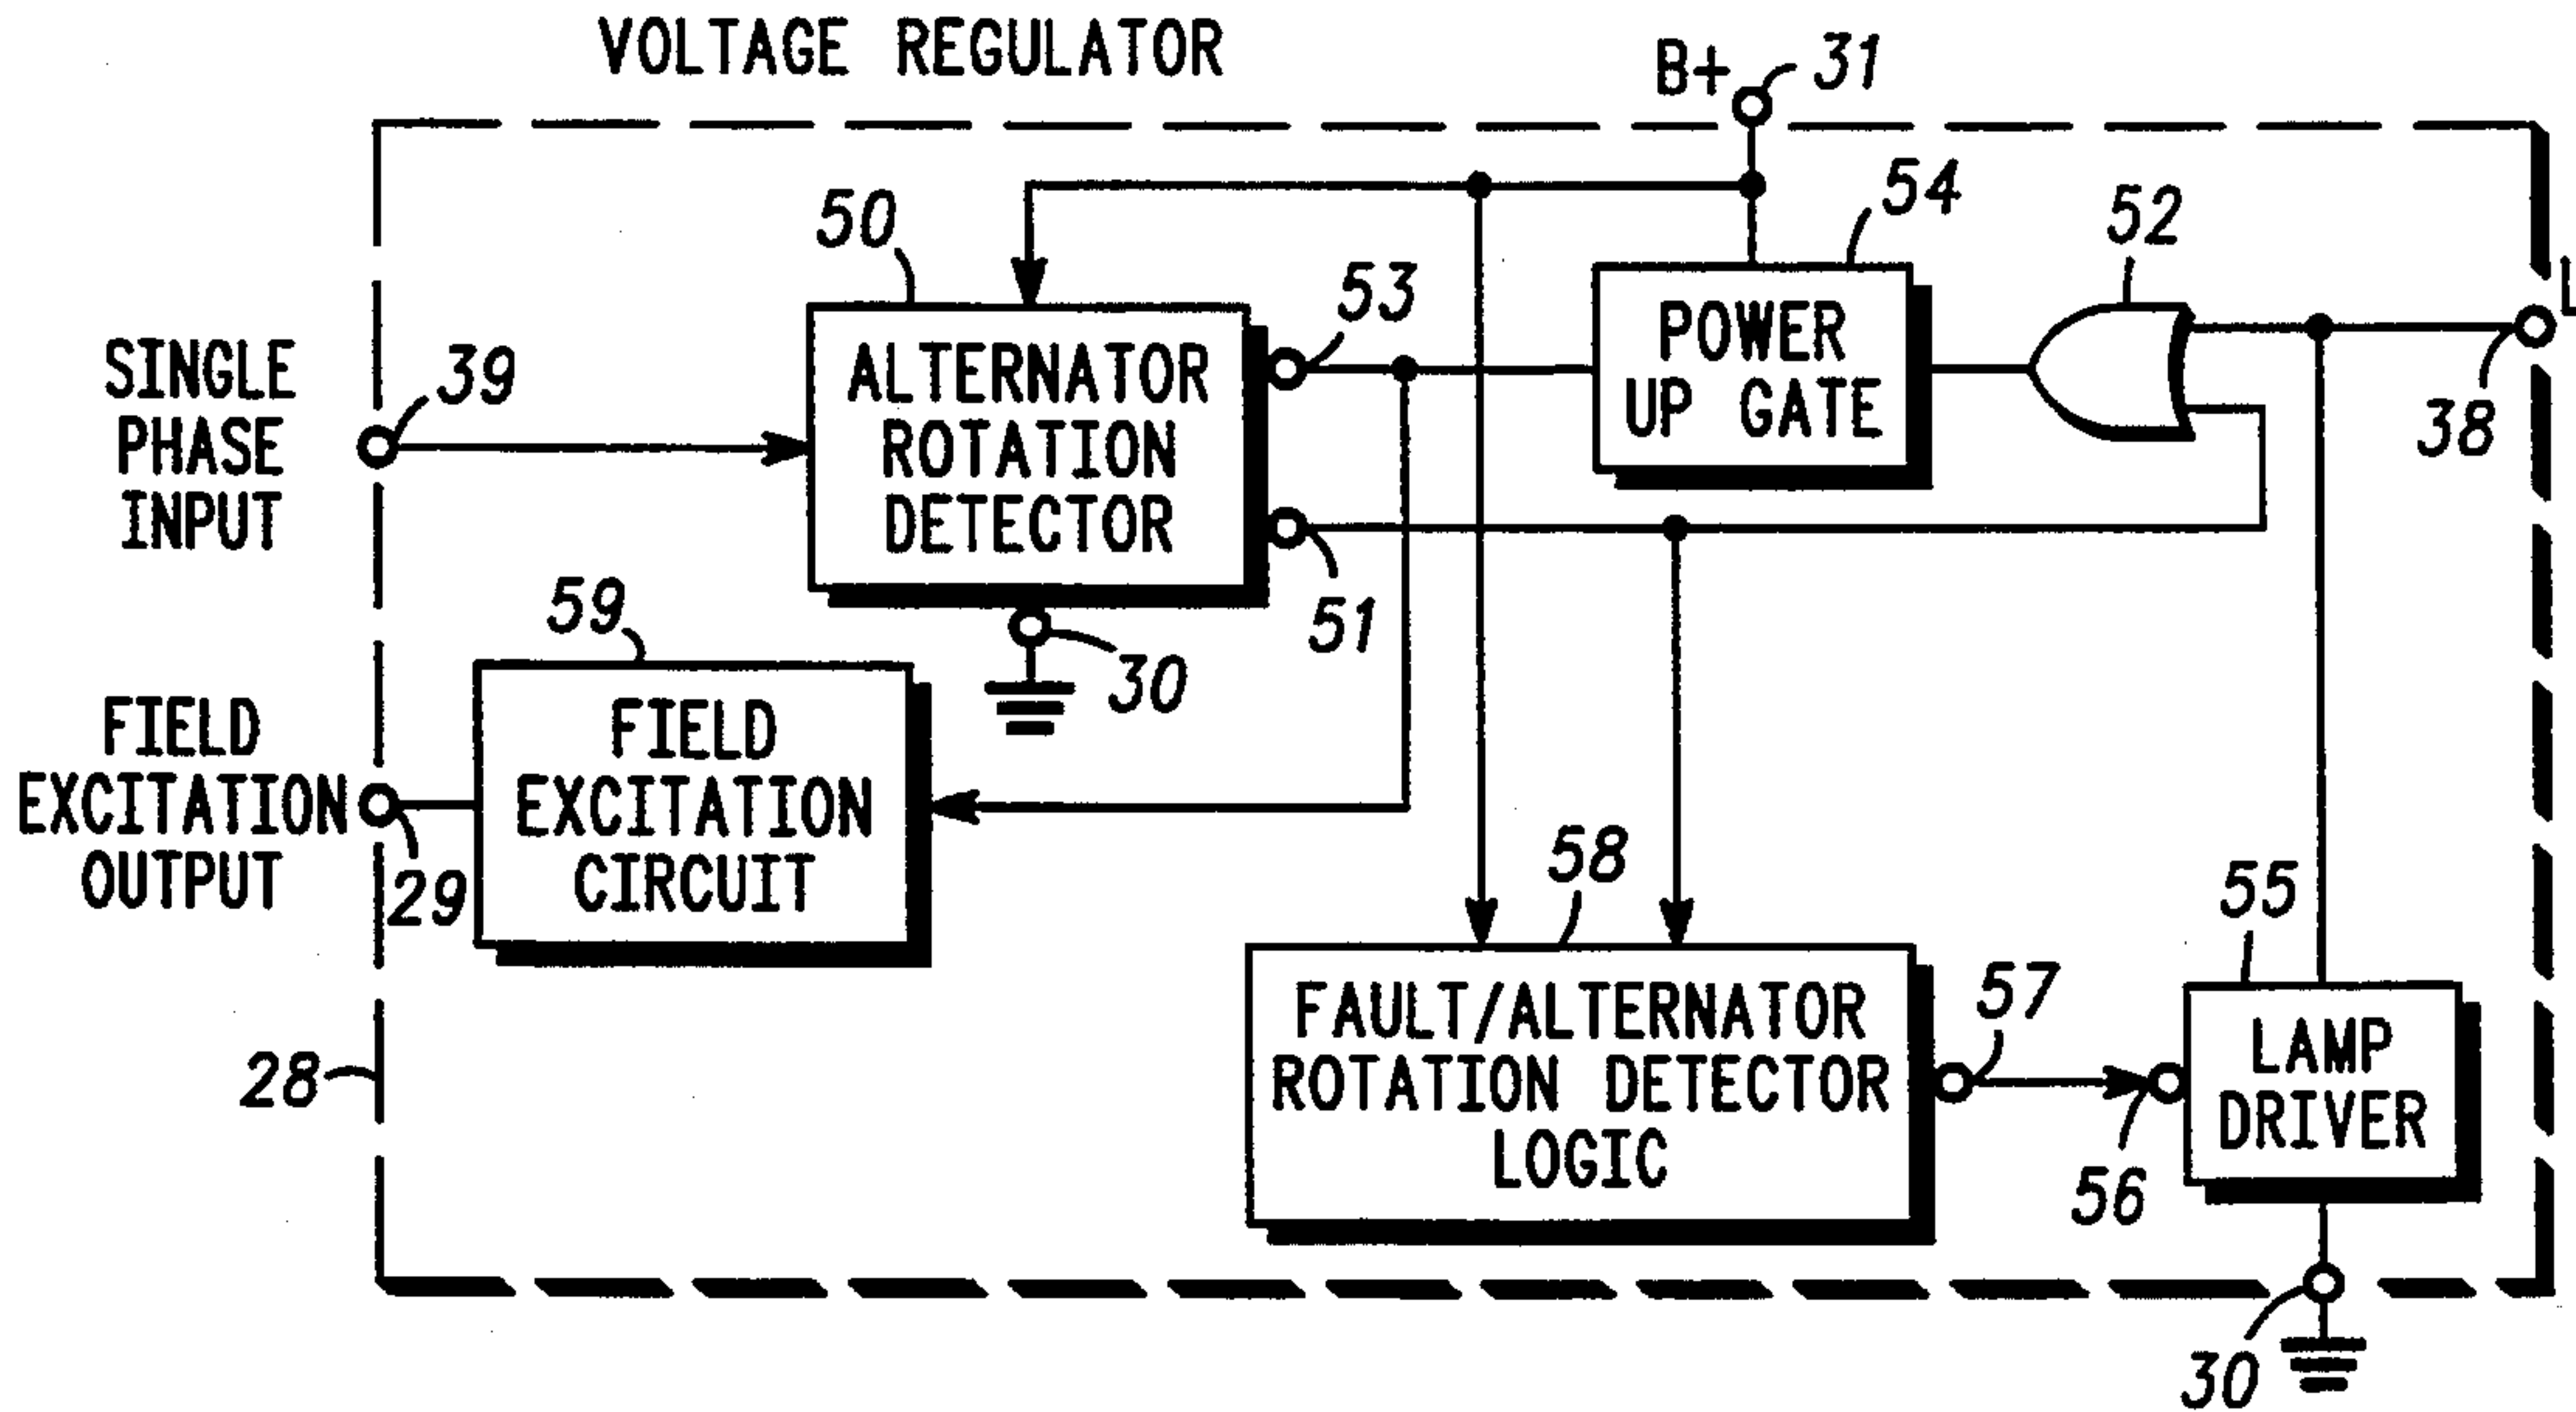 VOLTAGE REGULATOR
B+
31
50
54
52
53
L
SINGLE
PHASE
INPUT
39
ALTERNATOR
ROTATION
DETECTOR
POWER
UP GATE
38
51
30
59
FIELD
EXCITATION
OUTPUT
29
FIELD
EXCITATION
CIRCUIT
58
55
57
28
FAULT/ALTERNATOR
ROTATION DETECTOR
LOGIC
56
LAMP
DRIVER
30